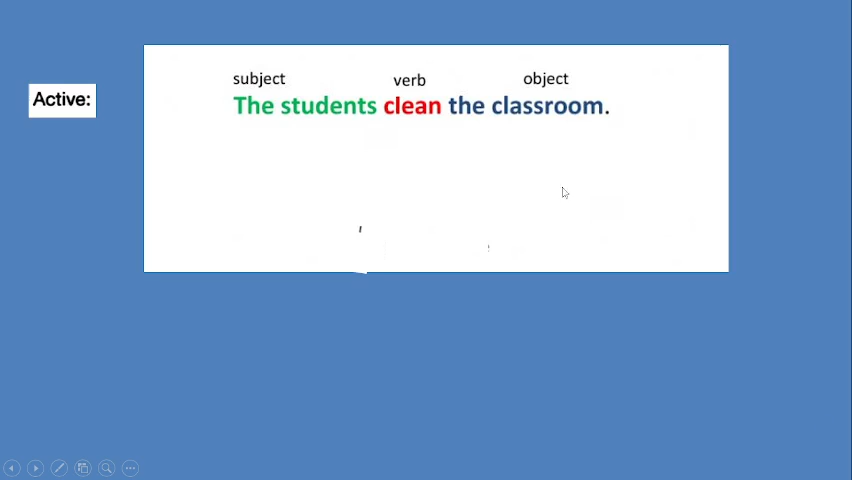 subject verb object
Active:
The students clean the classroom.